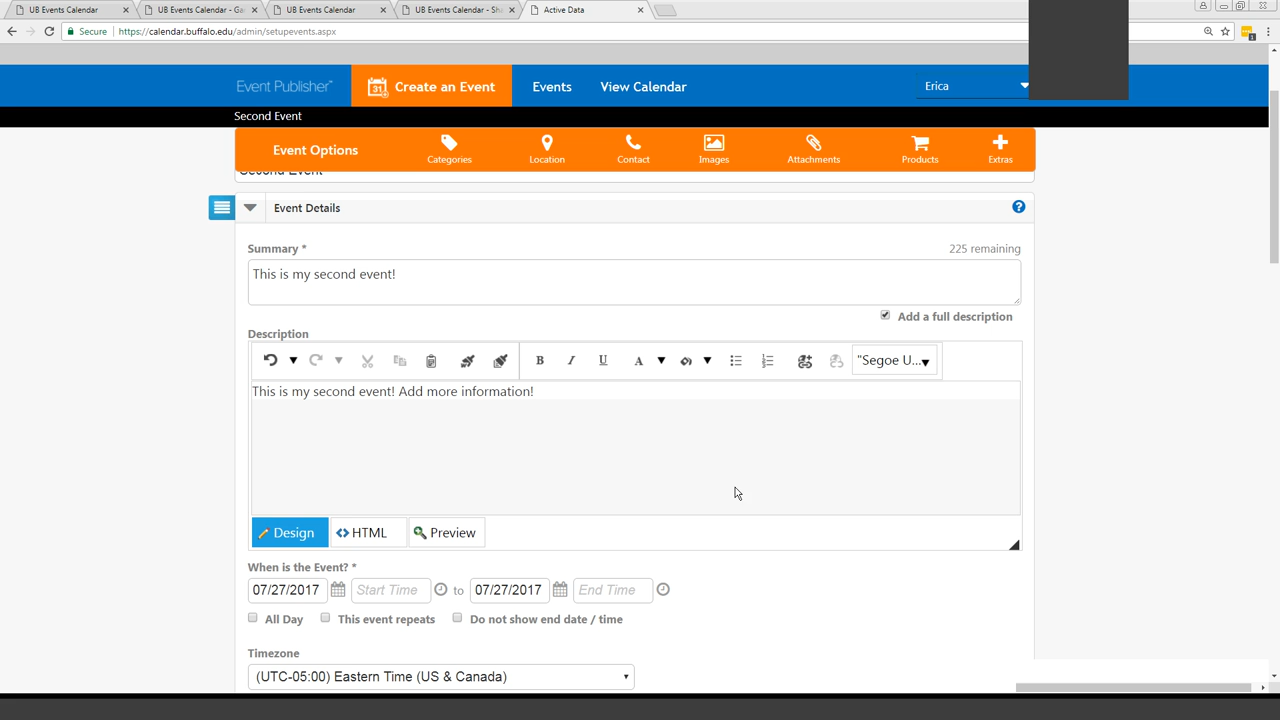 UB Events Calendar
UB Events Calendar - Ga
UB Events Calendar
UB Events Calendar - Sh
Active Data
Secure
https://calendar.buffalo.edu/admin/setupevents.aspx
Event Publisher™
31
Create an Event
Events
View Calendar
Erica
Second Event
Event Options
Categories
Location
Contact
Images
Attachments
Products
Extras
Second Event
Event Details
?
Summary *
225 remaining
This is my second event!
Add a full description
Description
B
I
U
A
"Segoe U...
This is my second event! Add more information!
Design
HTML
Preview
When is the Event? *
07/27/2017
Start Time
to
07/27/2017
End Time
All Day
This event repeats
Do not show end date / time
Timezone
(UTC-05:00) Eastern Time (US & Canada)